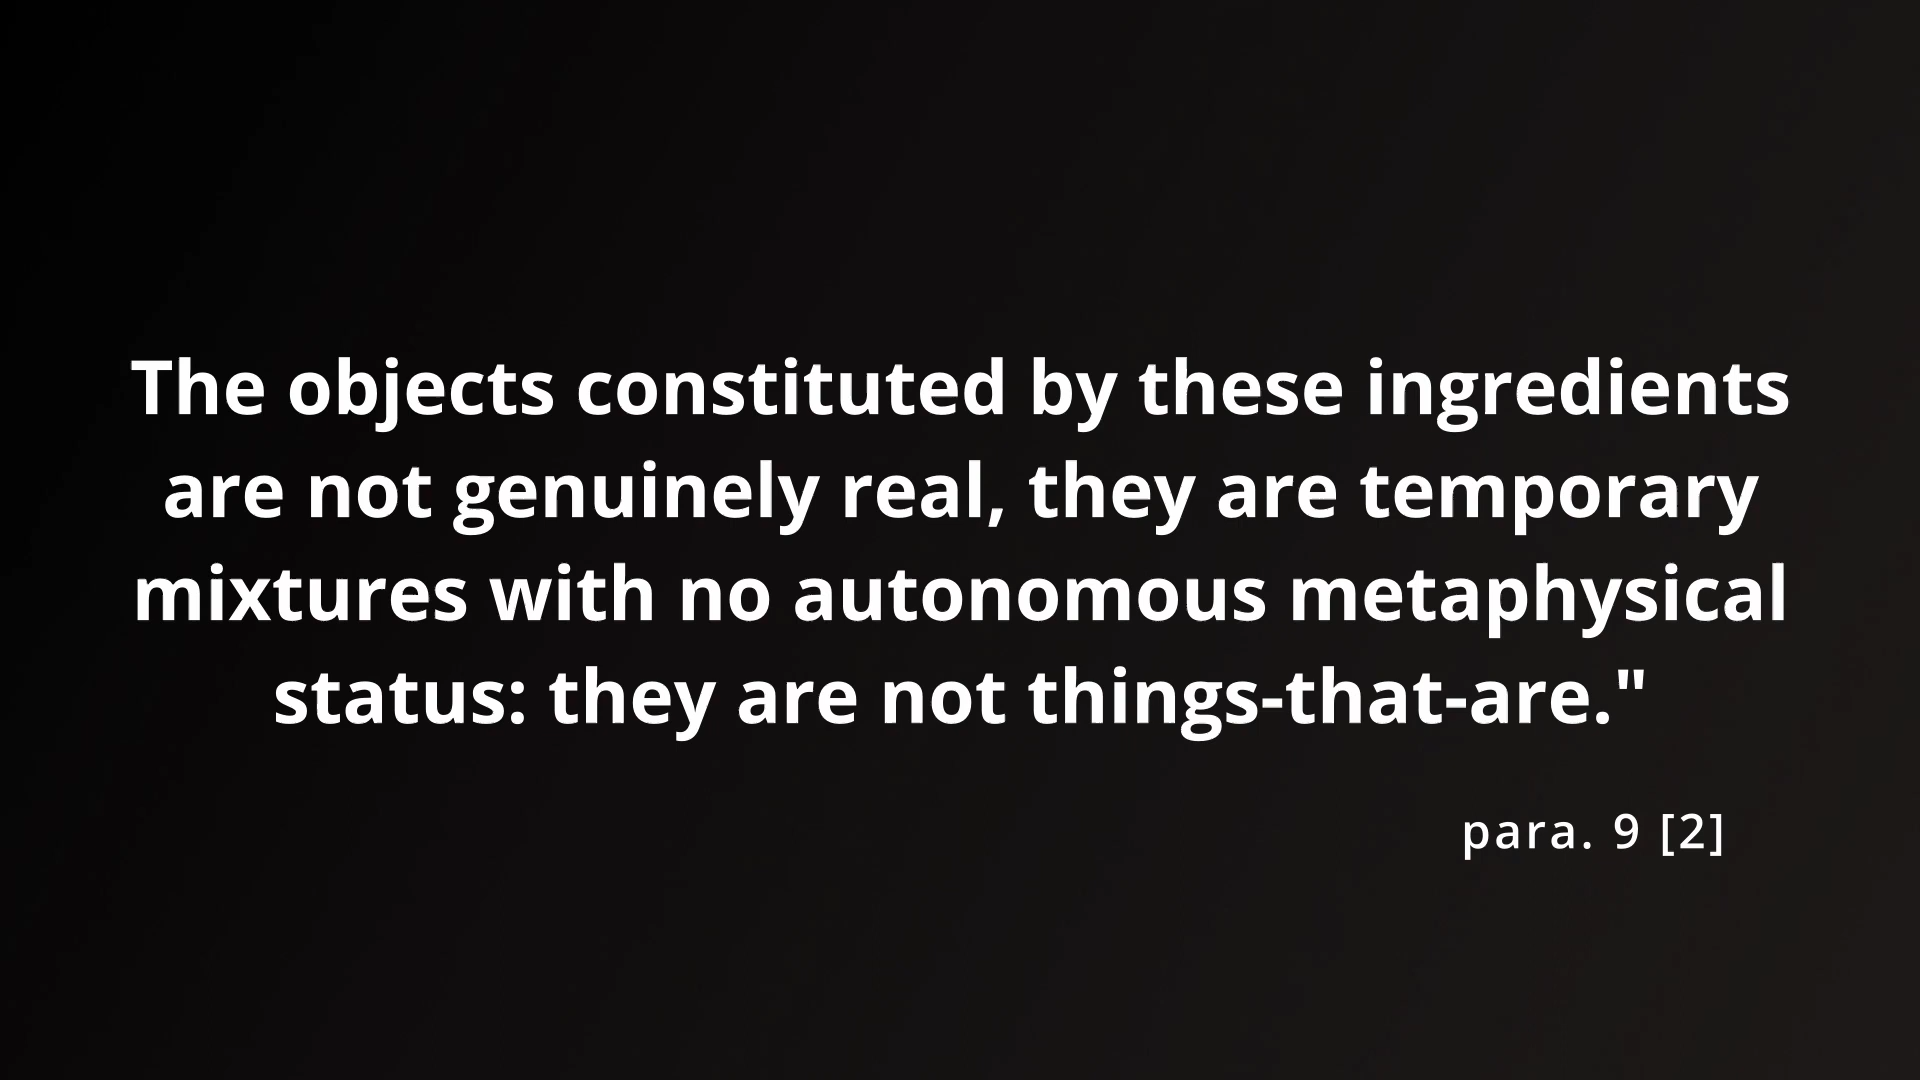 The objects constituted by these ingredients
are not genuinely real, they are temporary
mixtures with no autonomous metaphysical
status: they are not things-that-are."
para. 9 [2]